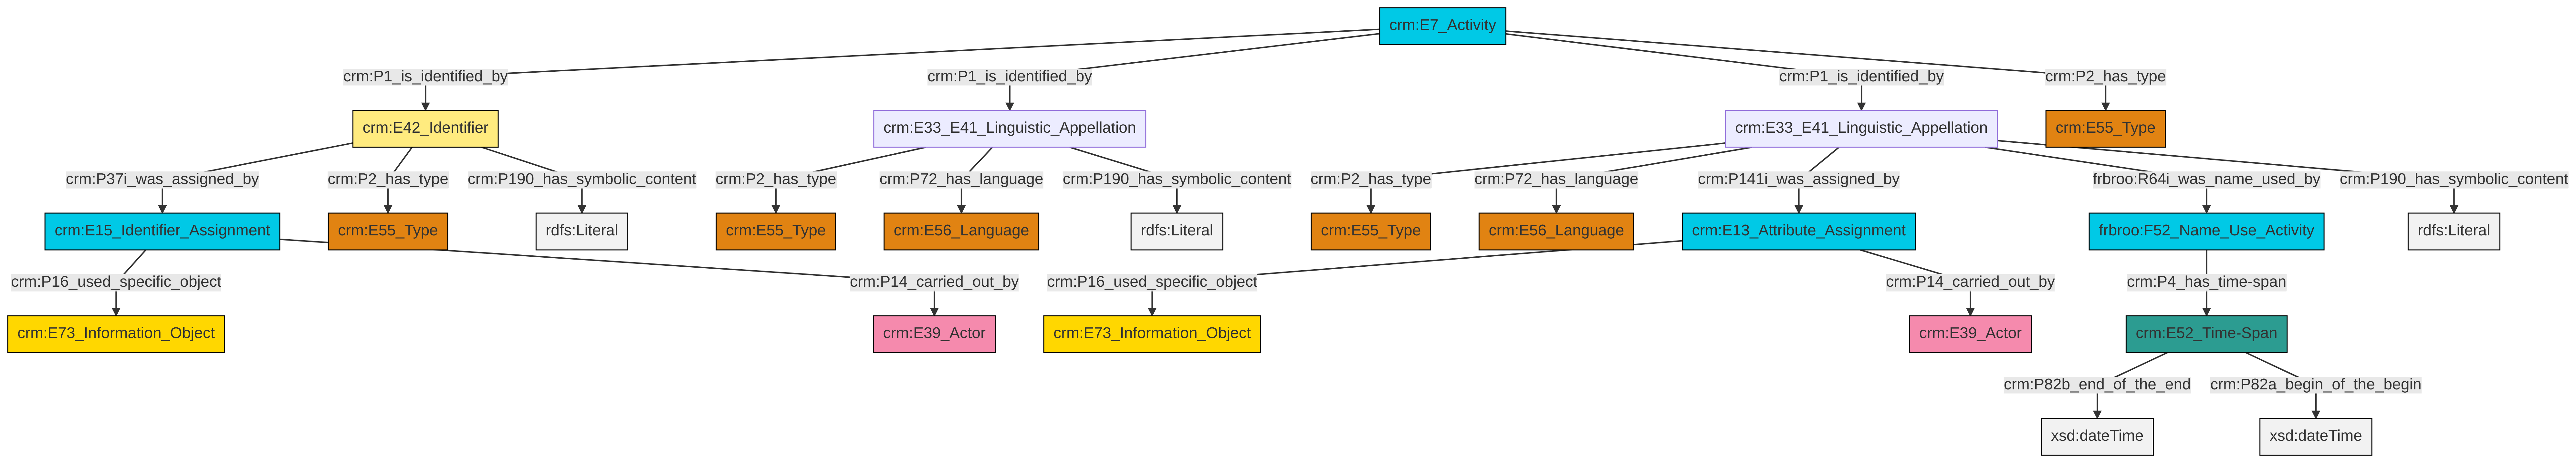 crm:E7_Activity
crm:P1_is_identified_by
crm:P1_is_identified_by
crm:P1_is_identified_by
crm:P2_has_type
crm:E42_Identifier
crm:E33_E41_Linguistic_Appellation
crm:E33_E41_Linguistic_Appellation
crm:E55_Type
crm:P37i_was_assigned_by
crm:P2_has_type
crm:P190_has_symbolic_content
crm:P2_has_type
crm:P72_has_language
crm:P190_has_symbolic_content
crm:P2_has_type
crm:P72_has_language
crm:P141i_was_assigned_by
frbroo:R64i_was_name_used_by
crm:P190_has_symbolic_content
crm:E15_Identifier_Assignment
crm:E55_Type
rdfs:Literal
crm:E55_Type
crm:E56_Language
rdfs:Literal
crm:E55_Type
crm:E56_Language
crm:E13_Attribute_Assignment
frbroo:F52_Name_Use_Activity
rdfs:Literal
crm:P16_used_specific_object
crm:P14_carried_out_by
crm:P16_used_specific_object
crm:P14_carried_out_by
crm:P4_has_time-span
crm:E73_Information_Object
crm:E39_Actor
crm:E73_Information_Object
crm:E39_Actor
crm:E52_Time-Span
crm:P82b_end_of_the_end
crm:P82a_begin_of_the_begin
xsd:dateTime
xsd:dateTime